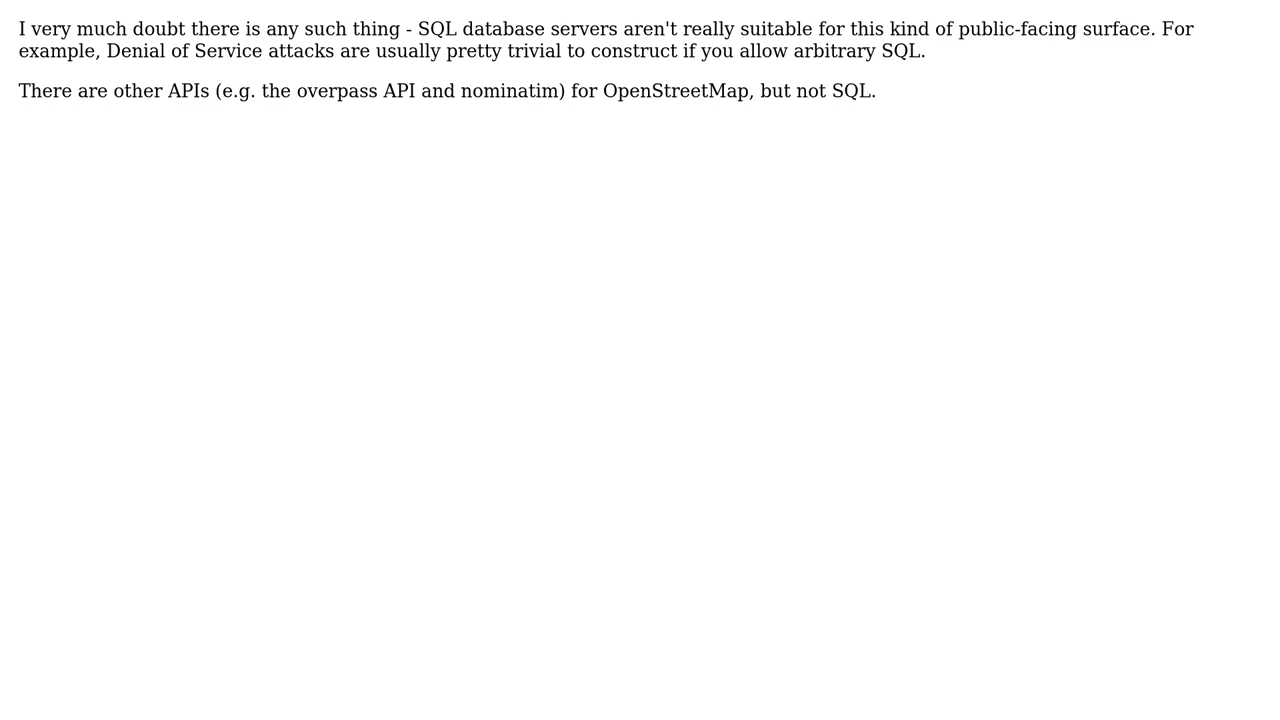 I very much doubt there is any such thing - SQL database servers aren't really suitable for this kind of public-facing surface. For
example, Denial of Service attacks are usually pretty trivial to construct if you allow arbitrary SQL.
There are other APIs (e.g. the overpass API and nominatim) for OpenStreetMap, but not SQL.